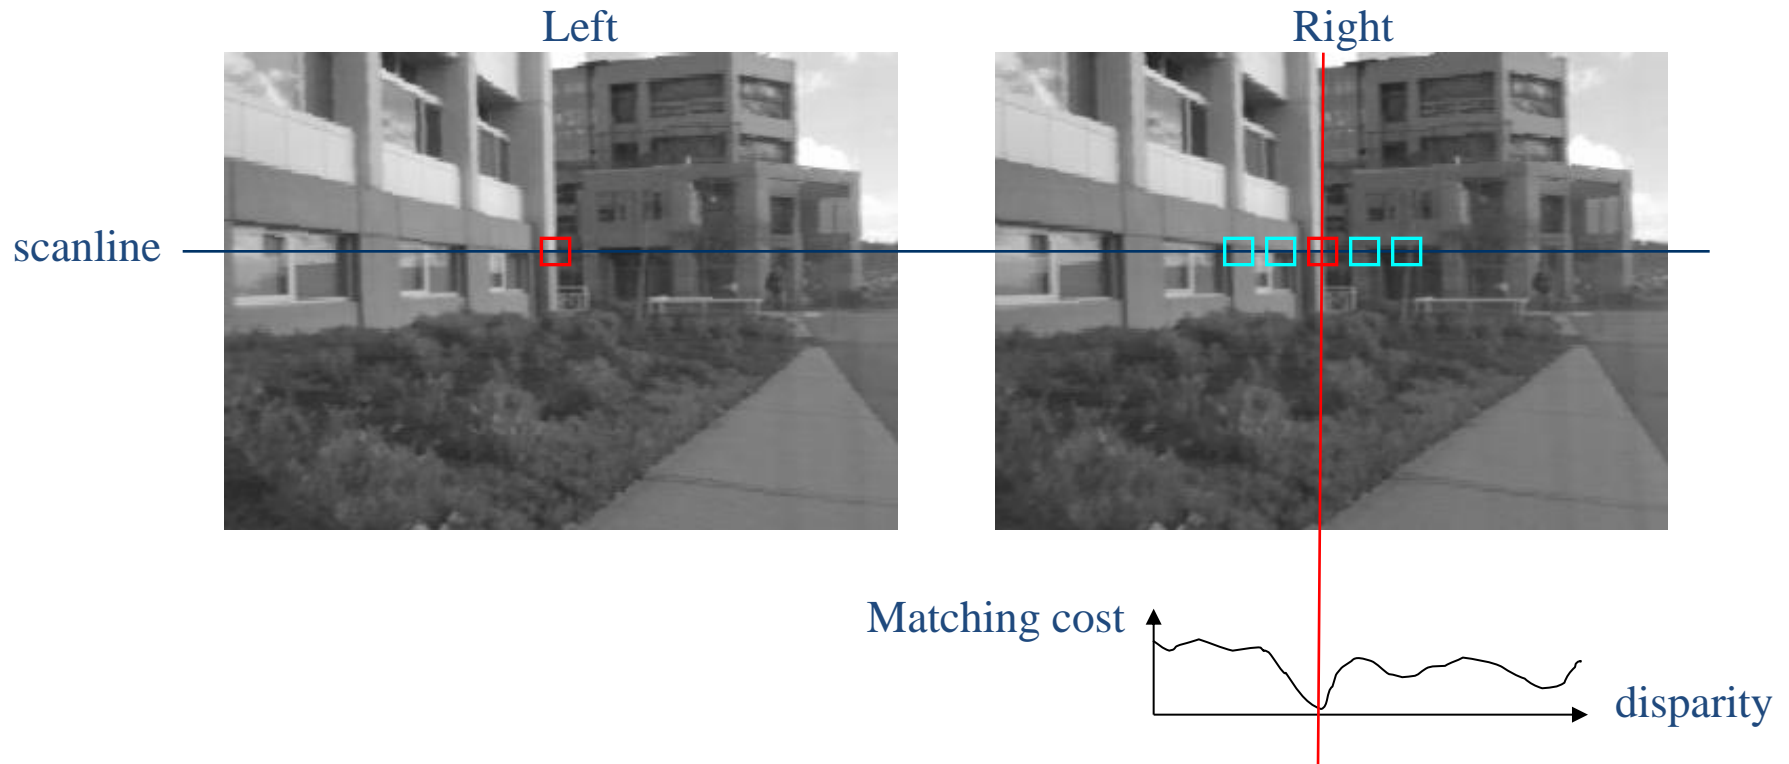 Left
Right
scanline
Matching cost
disparity